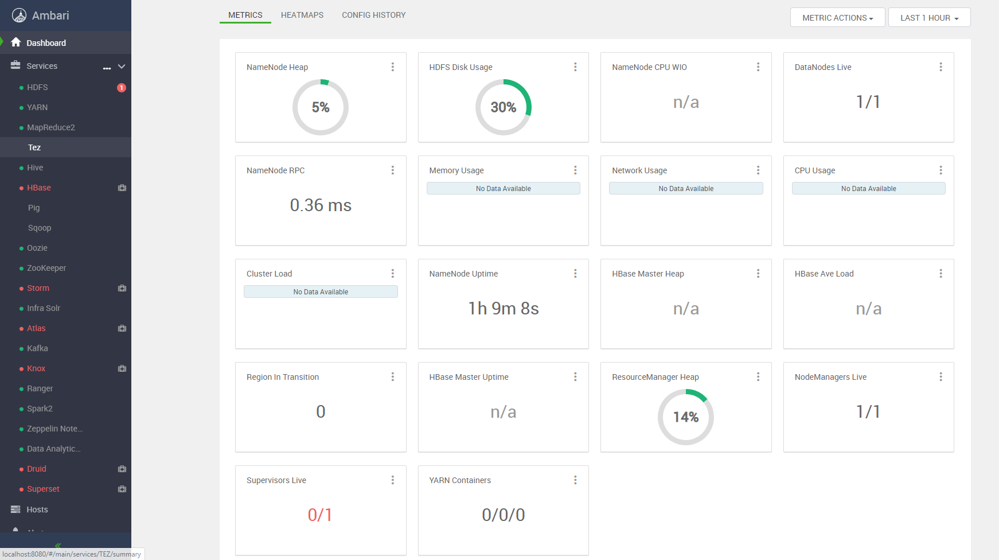 Ambari
Dashboard
Services
...
HDFS
1
YARN
MapReduce2
Tez
Hive
HBase
Pig
Sqoop
Oozie
ZooKeeper
Storm
Infra Solr
Atlas
Kafka
Knox
Ranger
Spark2
Zeppelin Note...
Data Analytic...
Druid
Superset
Hosts
localhost:8080/#/main/services/TEZ/summary
METRICS
HEATMAPS
CONFIG HISTORY
METRIC ACTIONS
LAST 1 HOUR
NameNode Heap
5%
HDFS Disk Usage
30%
NameNode CPU WIO
n/a
DataNodes Live
1/1
NameNode RPC
0.36 ms
Memory Usage
No Data Available
Network Usage
No Data Available
CPU Usage
No Data Available
Cluster Load
No Data Available
NameNode Uptime
1h 9m 8s
HBase Master Heap
n/a
HBase Ave Load
n/a
Region In Transition
0
HBase Master Uptime
n/a
ResourceManager Heap
14%
NodeManagers Live
1/1
Supervisors Live
0/1
YARN Containers
0/0/0